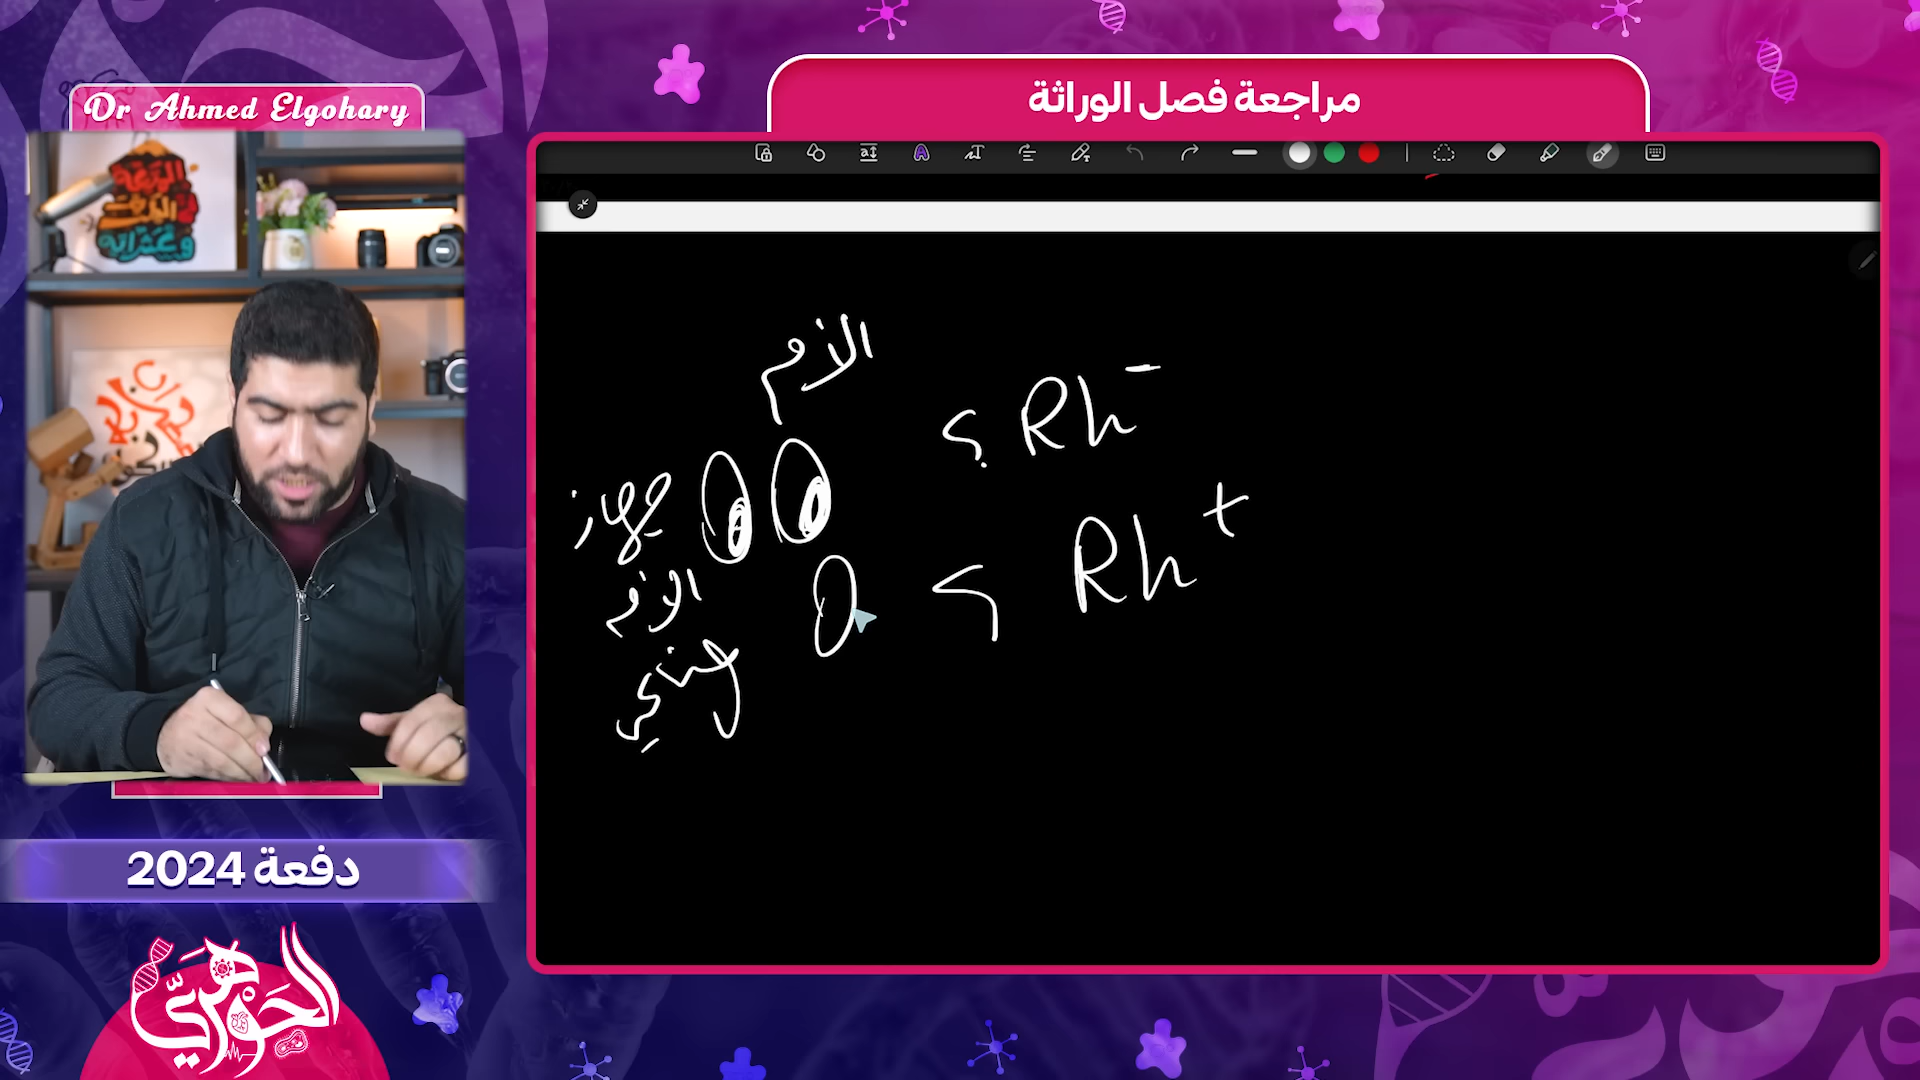 Dr Ahmed Elgohary
مراجعة فصل الوراثة
الأم
؟ Rh-
جهاز
الأم
المناعي
؟ Rh+
دفعة 2024
الجوهري